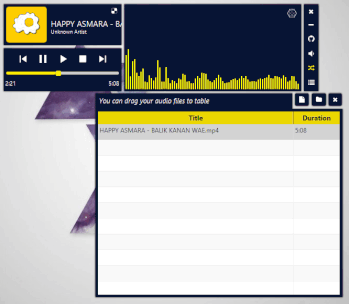 HAPPY ASMARA - BA
Unknown Artist
2:21 5:08
You can drag your audio files to table
Title Duration
HAPPY ASMARA - BALIK KANAN WAE.mp4 5:08